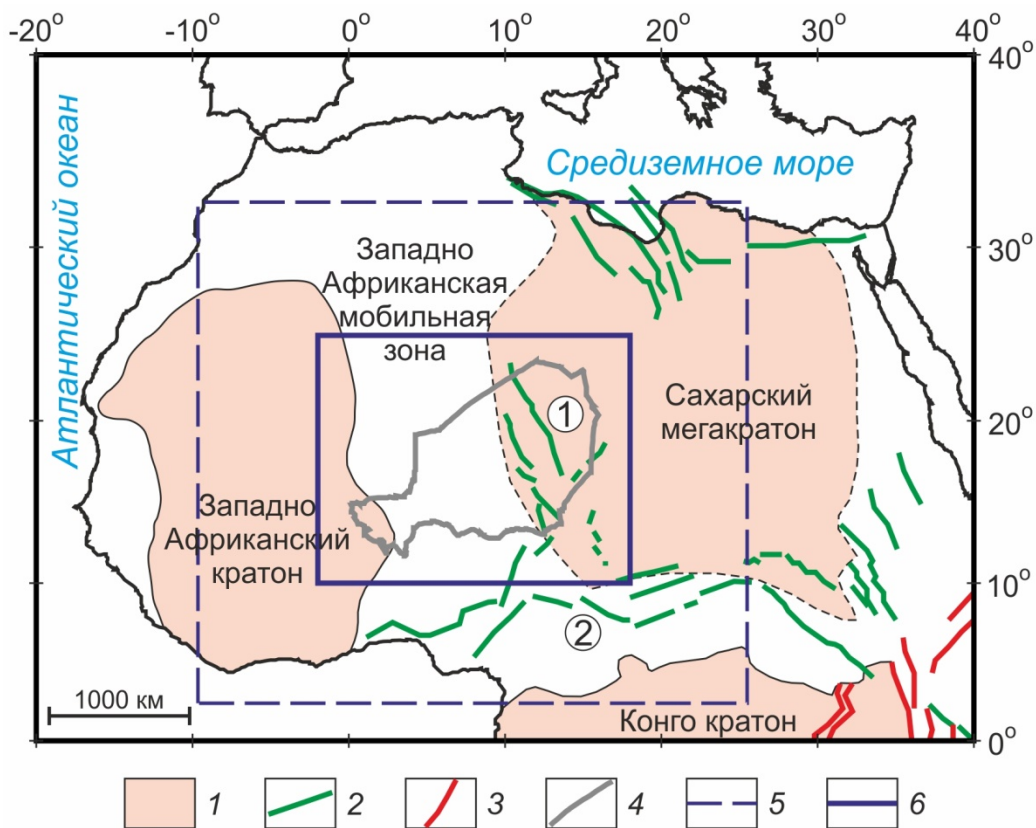 -20° -10° 0° 10° 20° 30° 40°
40°
Атлантический океан
Средиземное море
30°
Западно
Африканская
мобильная
зона
1
Сахарский
мегакратон
20°
Западно
Африканский
кратон
10°
2
1000 км
Конго кратон
0°
1 2 3 4 5 6